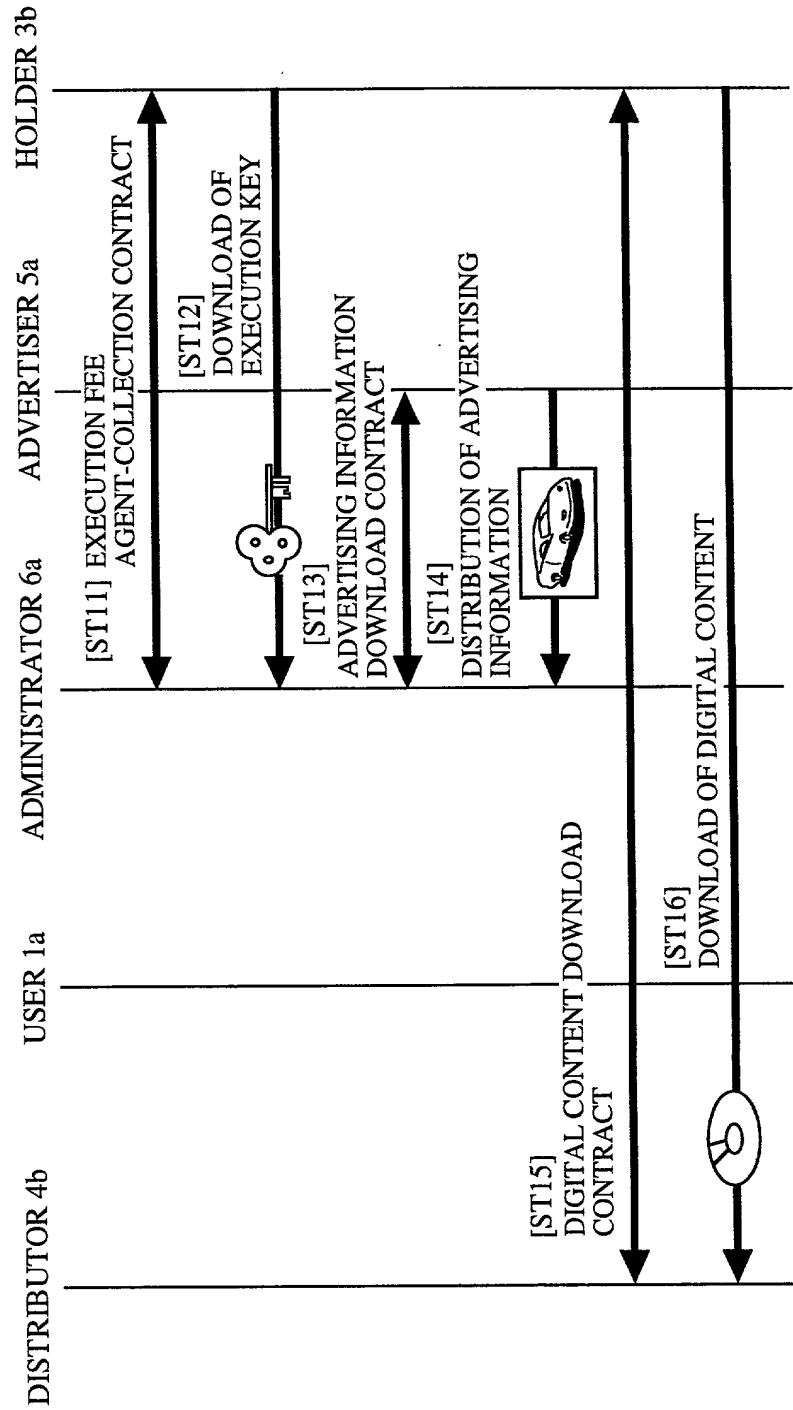 DISTRIBUTOR 4b
USER 1a
ADMINISTRATOR 6a
ADVERTISER 5a
HOLDER 3b
[ST11] EXECUTION FEE
AGENT-COLLECTION CONTRACT
[ST12]
DOWNLOAD OF
EXECUTION KEY
[ST13]
ADVERTISING INFORMATION
DOWNLOAD CONTRACT
[ST14]
DISTRIBUTION OF ADVERTISING
INFORMATION
[ST15]
DIGITAL CONTENT DOWNLOAD
CONTRACT
[ST16]
DOWNLOAD OF DIGITAL CONTENT